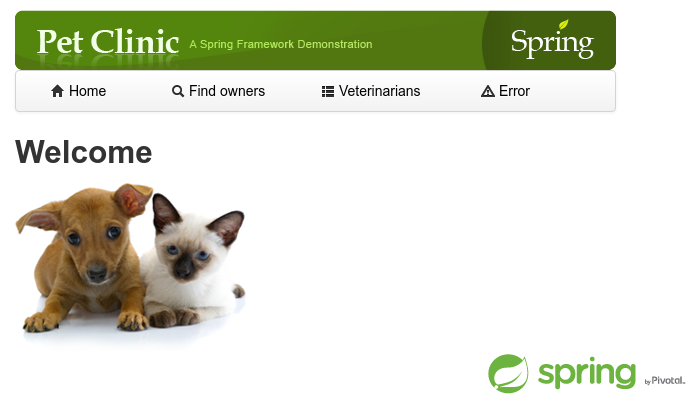 Pet Clinic A Spring Framework Demonstration Spring
Home Find owners Veterinarians Error
Welcome
spring by Pivotal.